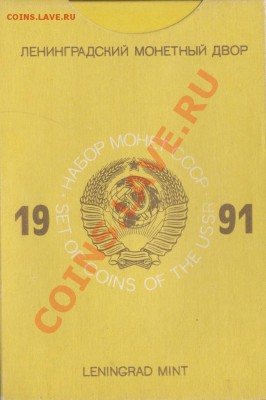 COINS.LAVE.RU
ЛЕНИНГРАДСКИЙ МОНЕТНЫЙ ДВОР
НАБОР МОНЕТ СССР
19 91
SET OF COINS OF THE USSR
LENINGRAD MINT
COINS.LAVE.RU